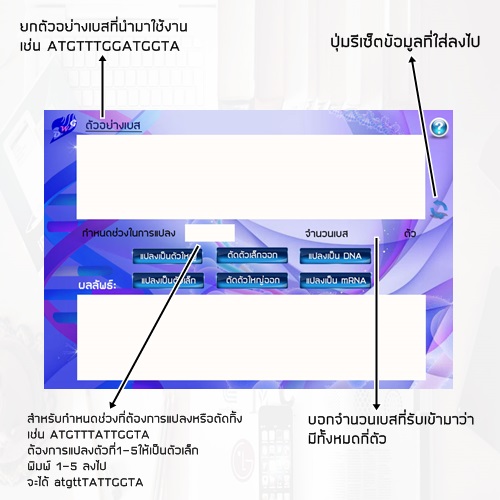 ยกตัวอย่างเบสที่นำมาใช้งาน
เช่น ATGTTTGGATGGTA
ปุ่มรีเซ็ตข้อมูลที่ใส่ลงไป
ตัวอย่างเบส
?
กำหนดช่วงในการแปลง
จำนวนเบส ตัว
แปลงเป็นตัวใหญ่ ตัดตัวเล็กออก แปลงเป็น DNA
แปลงเป็นตัวเล็ก ตัดตัวใหญ่ออก แปลงเป็น mRNA
ผลลัพธ์:
สำหรับกำหนดช่วงที่ต้องการแปลงหรือตัดทิ้ง
เช่น ATGTTTATTGGTA
ต้องการแปลงตัวที่1-5ให้เป็นตัวเล็ก
พิมพ์ 1-5 ลงไป
จะได้ atgttTATTGGTA
บอกจำนวนเบสที่รับเข้ามาว่า
มีทั้งหมดกี่ตัว